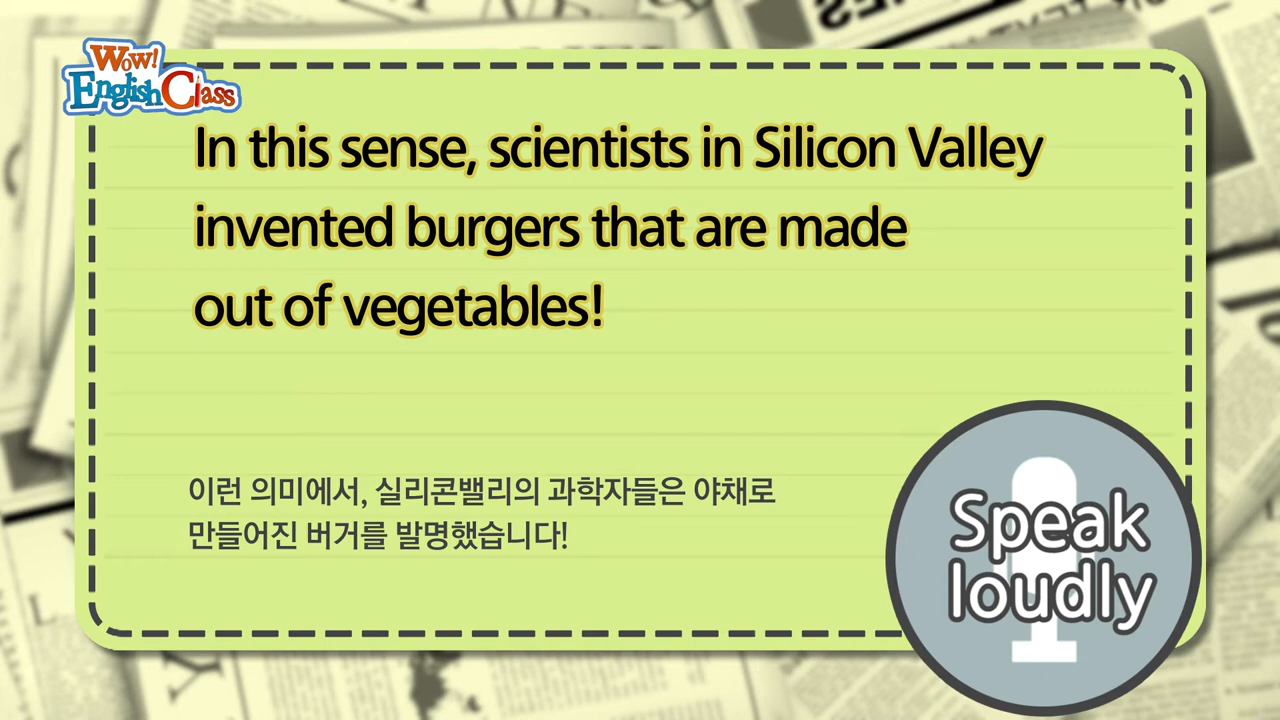 Wow!
English Class
In this sense, scientists in Silicon Valley
invented burgers that are made
out of vegetables!
이런 의미에서, 실리콘밸리의 과학자들은 야채로
만들어진 버거를 발명했습니다!
Speak
loudly